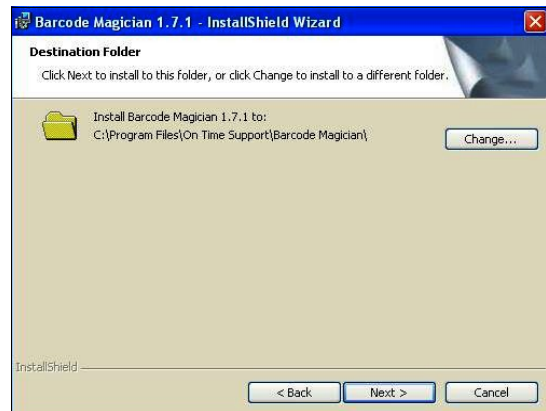 Barcode Magician 1.7.1 - InstallShield Wizard
Destination Folder
Click Next to install to this folder, or click Change to install to a different folder.
Install Barcode Magician 1.7.1 to:
C:\Program Files\On Time Support\Barcode Magician\
Change...
InstallShield
< Back
Next >
Cancel